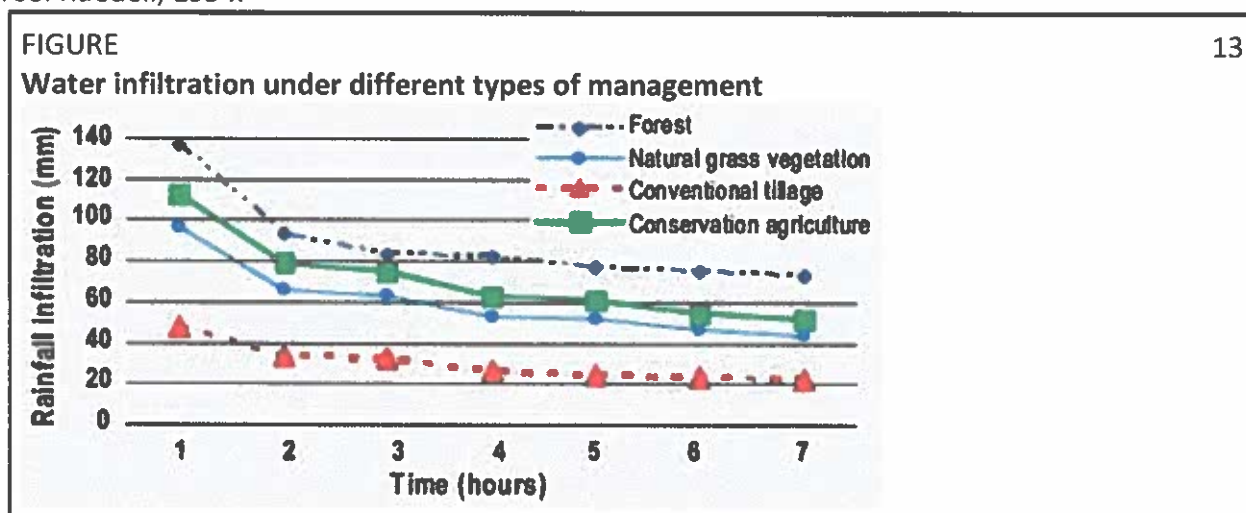 FIGURE 13
Water infiltration under different types of management
Rainfall Infiltration (mm)
140
120
100
80
60
40
20
0
Forest
Natural grass vegetation
Conventional tillage
Conservation agriculture
1 2 3 4 5 6 7
Time (hours)